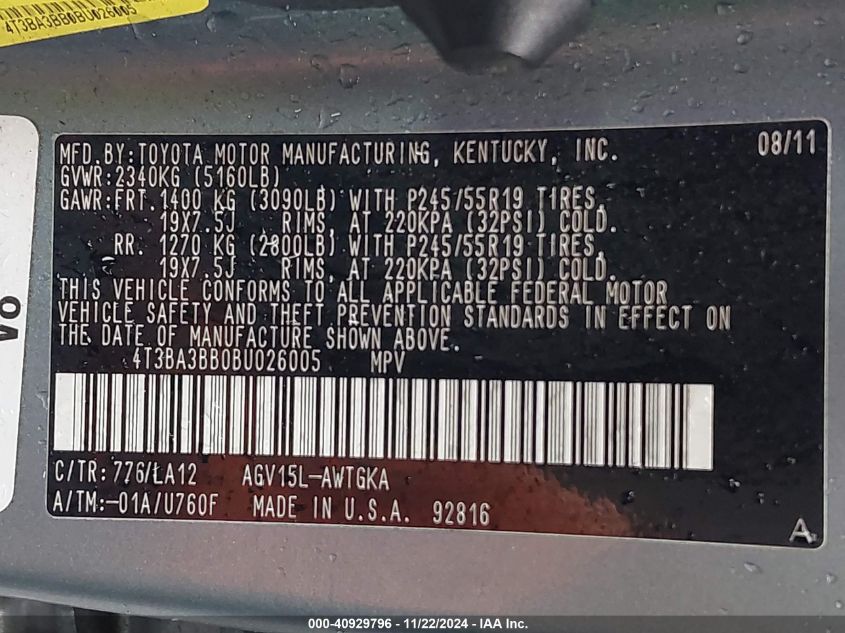 4T3BA3BB0BU026005
MFD.BY:TOYOTA MOTOR MANUFACTURING, KENTUCKY, INC. 08/11
GVWR:2340KG (5160LB)
GAWR:FRT.1400 KG (3090LB) WITH P245/55R19 TIRES,
19X7.5J RIMS, AT 220KPA (32PSI) COLD.
RR. 1270 KG (2800LB) WITH P245/55R19 TIRES,
19X7.5J RIMS, AT 220KPA (32PSI) COLD.
THIS VEHICLE CONFORMS TO ALL APPLICABLE FEDERAL MOTOR
VEHICLE SAFETY AND THEFT PREVENTION STANDARDS IN EFFECT ON
THE DATE OF MANUFACTURE SHOWN ABOVE.
4T3BA3BB0BU026005 MPV
C/TR:776/LA12 AGV15L-AWTGKA
A/TM:-01A/U760F MADE IN U.S.A. 92816
A
000-40929796 - 11/22/2024 - IAA Inc.